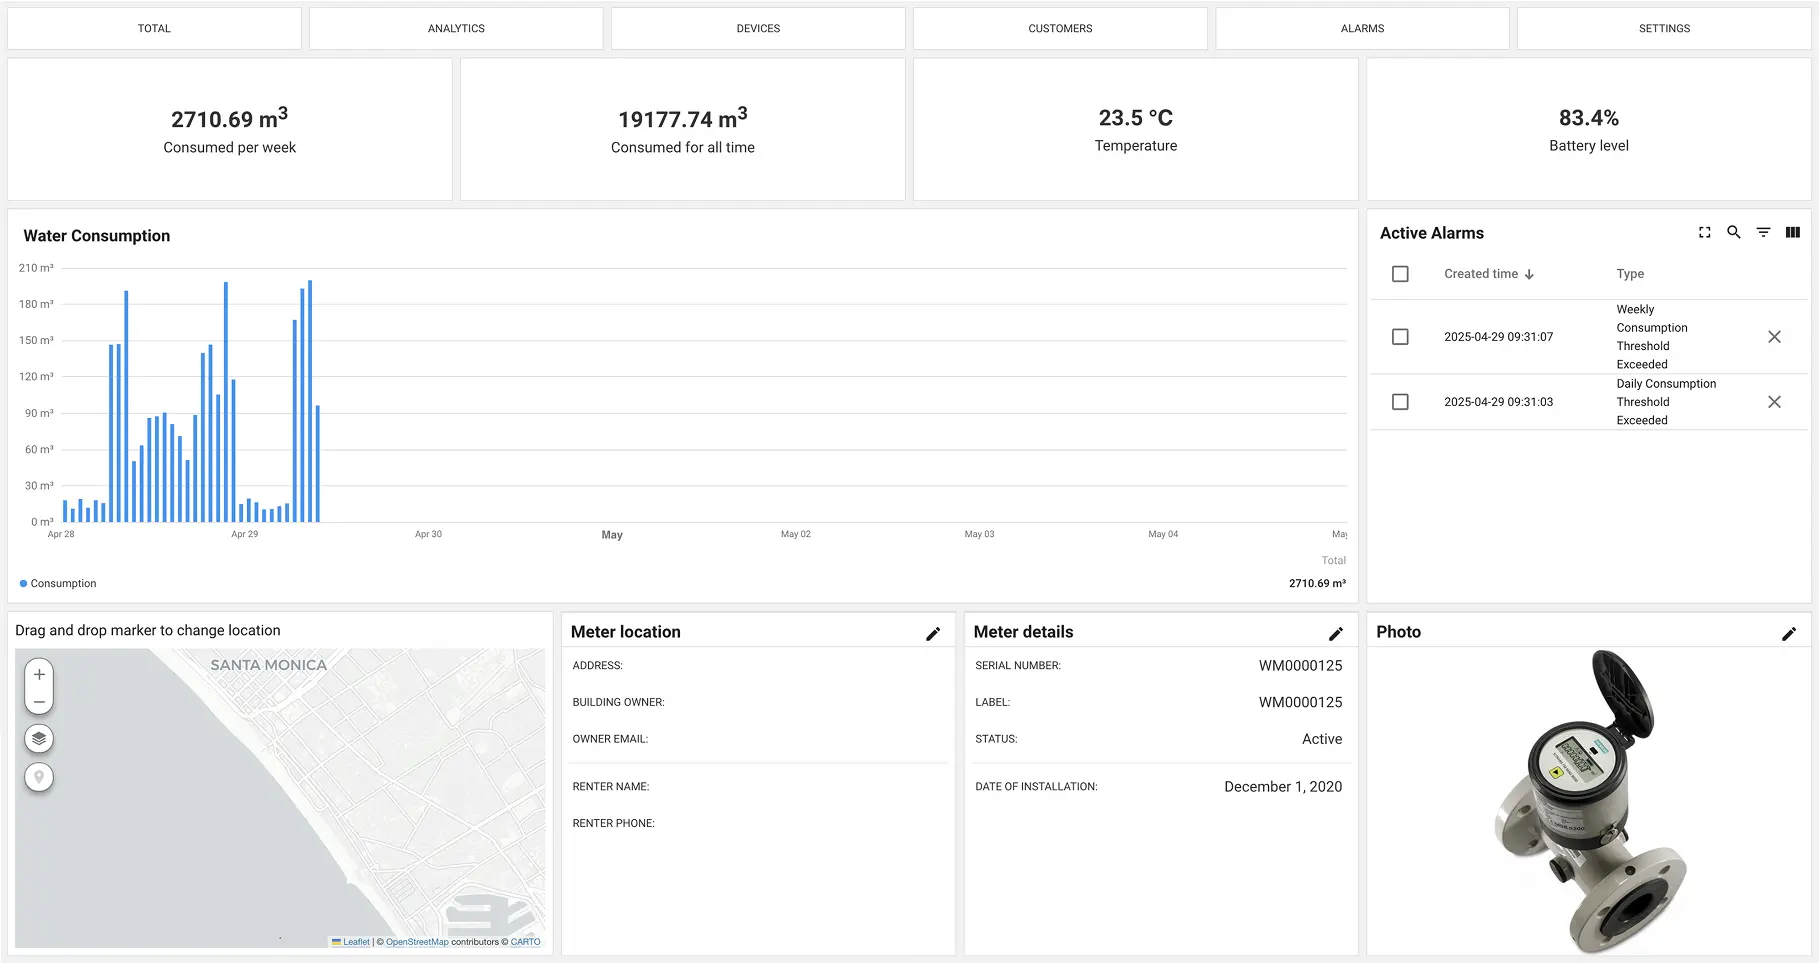 TOTAL
ANALYTICS
DEVICES
CUSTOMERS
ALARMS
SETTINGS
2710.69 m³
Consumed per week
19177.74 m³
Consumed for all time
23.5 °C
Temperature
83.4%
Battery level
Water Consumption
210 m³
180 m³
150 m³
120 m³
90 m³
60 m³
30 m³
0 m³
Apr 28
Apr 29
Apr 30
May
May 02
May 03
May 04
May
Total
Consumption
2710.69 m³
Active Alarms
Created time
Type
2025-04-29 09:31:07
Weekly
Consumption
Threshold
Exceeded
2025-04-29 09:31:03
Daily Consumption
Threshold
Exceeded
Drag and drop marker to change location
SANTA MONICA
+
−
Leaflet | © OpenStreetMap contributors © CARTO
Meter location
ADDRESS:
BUILDING OWNER:
OWNER EMAIL:
RENTER NAME:
RENTER PHONE:
Meter details
SERIAL NUMBER: WM0000125
LABEL: WM0000125
STATUS: Active
DATE OF INSTALLATION: December 1, 2020
Photo